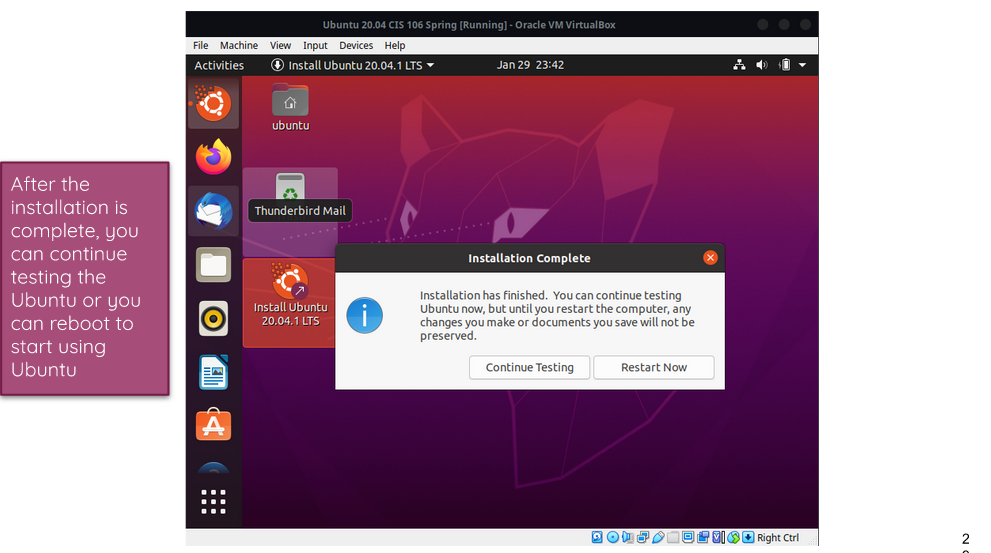 Ubuntu 20.04 CIS 106 Spring [Running] - Oracle VM VirtualBox
File Machine View Input Devices Help
Activities Install Ubuntu 20.04.1 LTS Jan 29 23:42
ubuntu
Thunderbird Mail
Install Ubuntu
20.04.1 LTS
Installation Complete
Installation has finished. You can continue testing
Ubuntu now, but until you restart the computer, any
changes you make or documents you save will not be
preserved.
Continue Testing Restart Now
After the
installation is
complete, you
can continue
testing the
Ubuntu or you
can reboot to
start using
Ubuntu
Right Ctrl
2